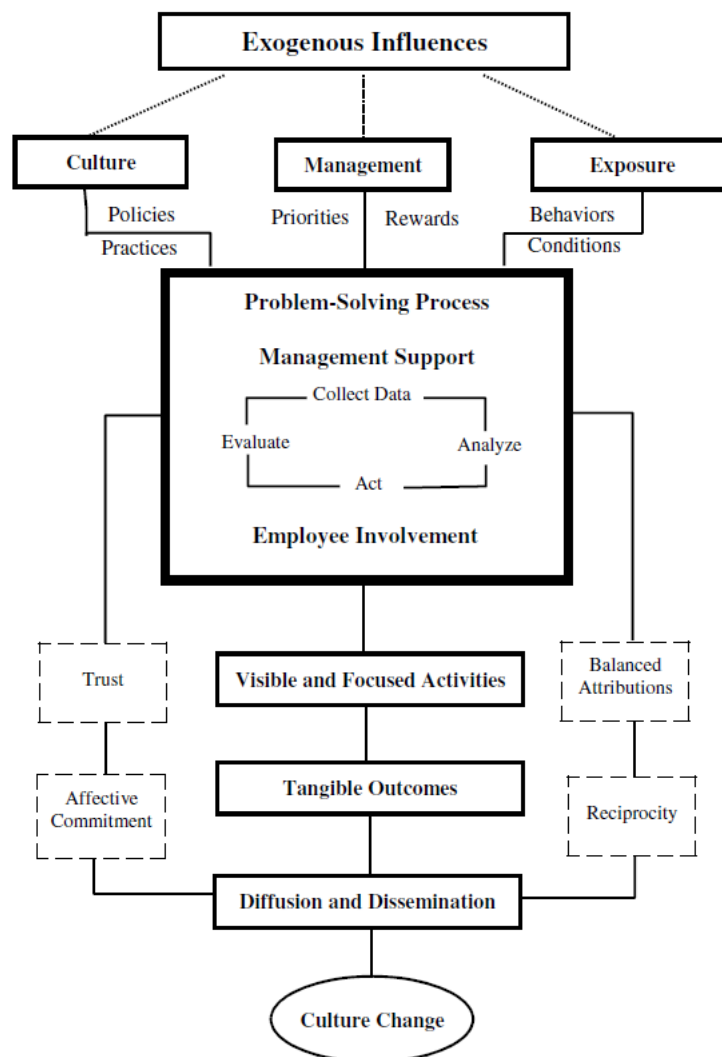 Exogenous Influences
Culture
Management
Exposure
Policies
Practices
Priorities
Rewards
Behaviors
Conditions
Problem-Solving Process
Management Support
Collect Data
Evaluate
Analyze
Act
Employee Involvement
Trust
Visible and Focused Activities
Balanced
Attributions
Affective
Commitment
Tangible Outcomes
Reciprocity
Diffusion and Dissemination
Culture Change